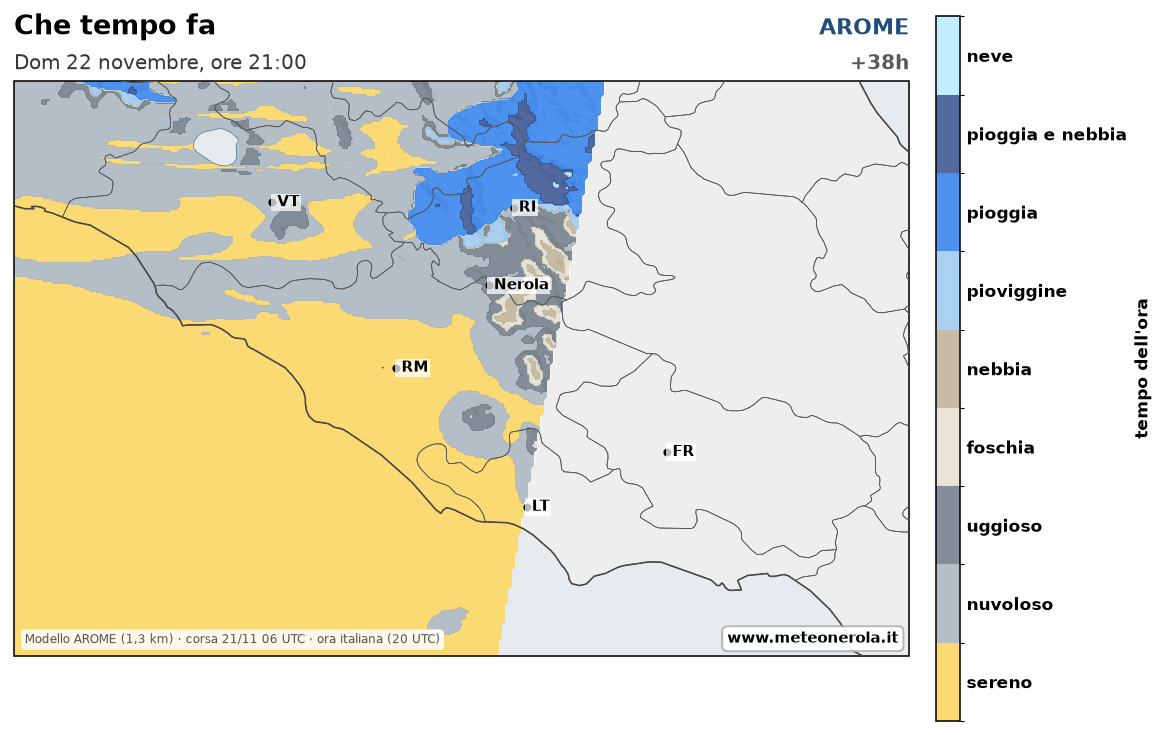 Che tempo fa
AROME
Dom 22 novembre, ore 21:00
+38h
VT
RI
Nerola
RM
FR
LT
Modello AROME (1,3 km) · corsa 21/11 06 UTC · ora italiana (20 UTC)
www.meteonerola.it
neve
pioggia e nebbia
pioggia
pioviggine
nebbia
foschia
uggioso
nuvoloso
sereno
tempo dell'ora